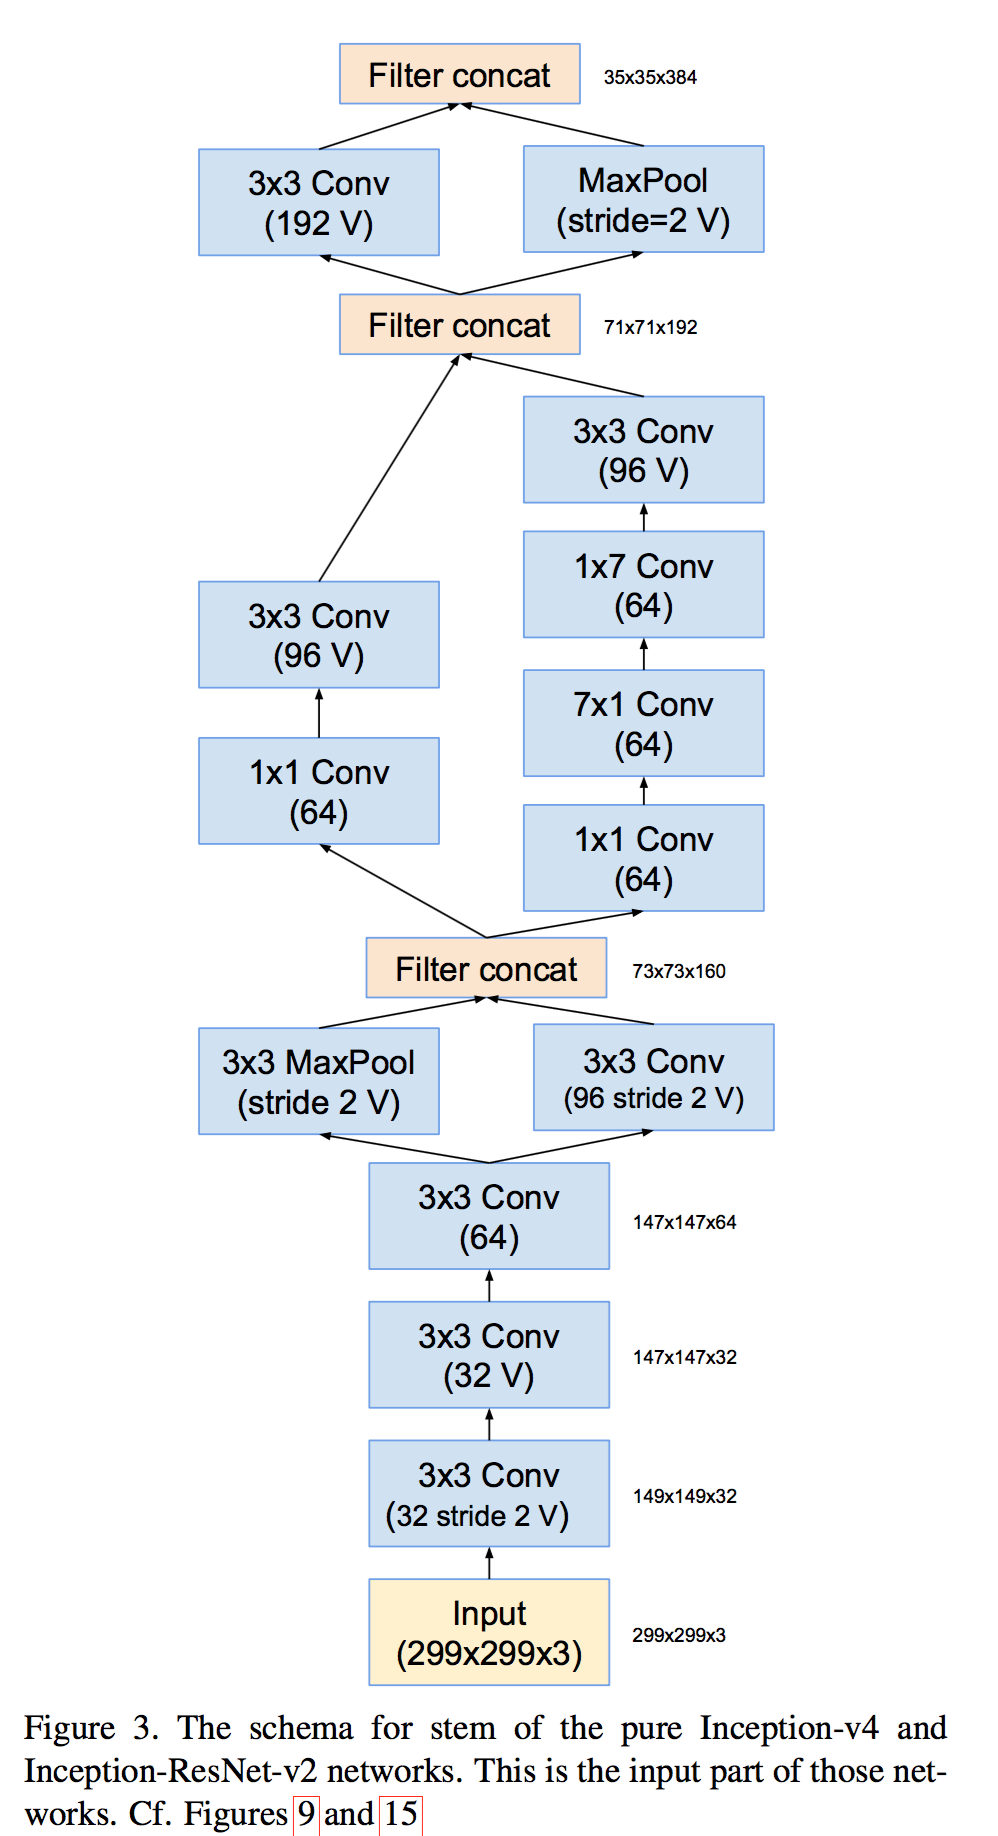 Filter concat
35x35x384
3x3 Conv
(192 V)
MaxPool
(stride=2 V)
Filter concat
71x71x192
3x3 Conv
(96 V)
1x7 Conv
(64)
3x3 Conv
(96 V)
7x1 Conv
(64)
1x1 Conv
(64)
1x1 Conv
(64)
Filter concat
73x73x160
3x3 MaxPool
(stride 2 V)
3x3 Conv
(96 stride 2 V)
3x3 Conv
(64)
147x147x64
3x3 Conv
(32 V)
147x147x32
3x3 Conv
(32 stride 2 V)
149x149x32
Input
(299x299x3)
299x299x3
Figure 3. The schema for stem of the pure Inception-v4 and
Inception-ResNet-v2 networks. This is the input part of those net-
works. Cf. Figures 9 and 15